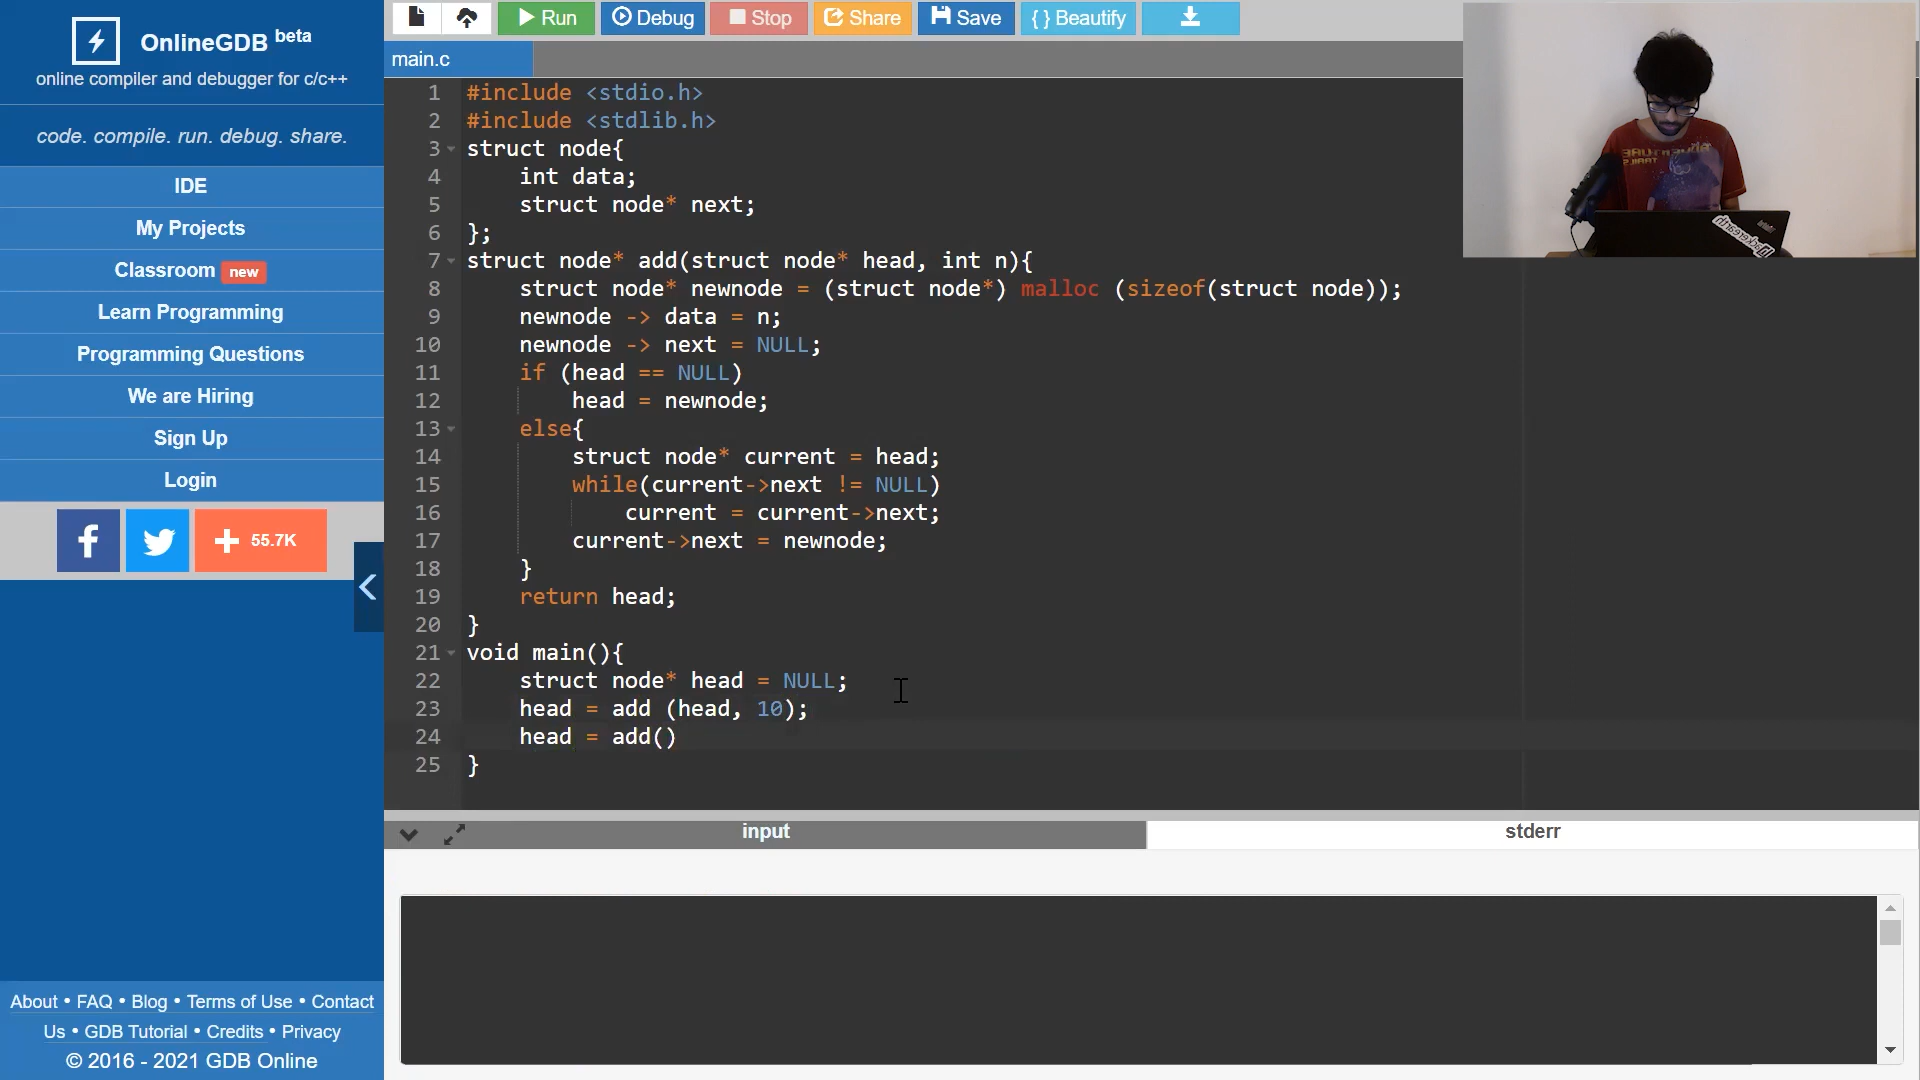 OnlineGDB beta
online compiler and debugger for c/c++
code. compile. run. debug. share.
IDE
My Projects
Classroom new
Learn Programming
Programming Questions
We are Hiring
Sign Up
Login
f
55.7K
About • FAQ • Blog • Terms of Use • Contact
Us • GDB Tutorial • Credits • Privacy
© 2016 - 2021 GDB Online
Run Debug Stop Share Save { } Beautify
main.c
1 #include <stdio.h>
2 #include <stdlib.h>
3 struct node{
4 int data;
5 struct node* next;
6 };
7 struct node* add(struct node* head, int n){
8 struct node* newnode = (struct node*) malloc (sizeof(struct node));
9 newnode -> data = n;
10 newnode -> next = NULL;
11 if (head == NULL)
12 head = newnode;
13 else{
14 struct node* current = head;
15 while(current->next != NULL)
16 current = current->next;
17 current->next = newnode;
18 }
19 return head;
20 }
21 void main(){
22 struct node* head = NULL;
23 head = add (head, 10);
24 head = add()
25 }
input
stderr
hackerearth